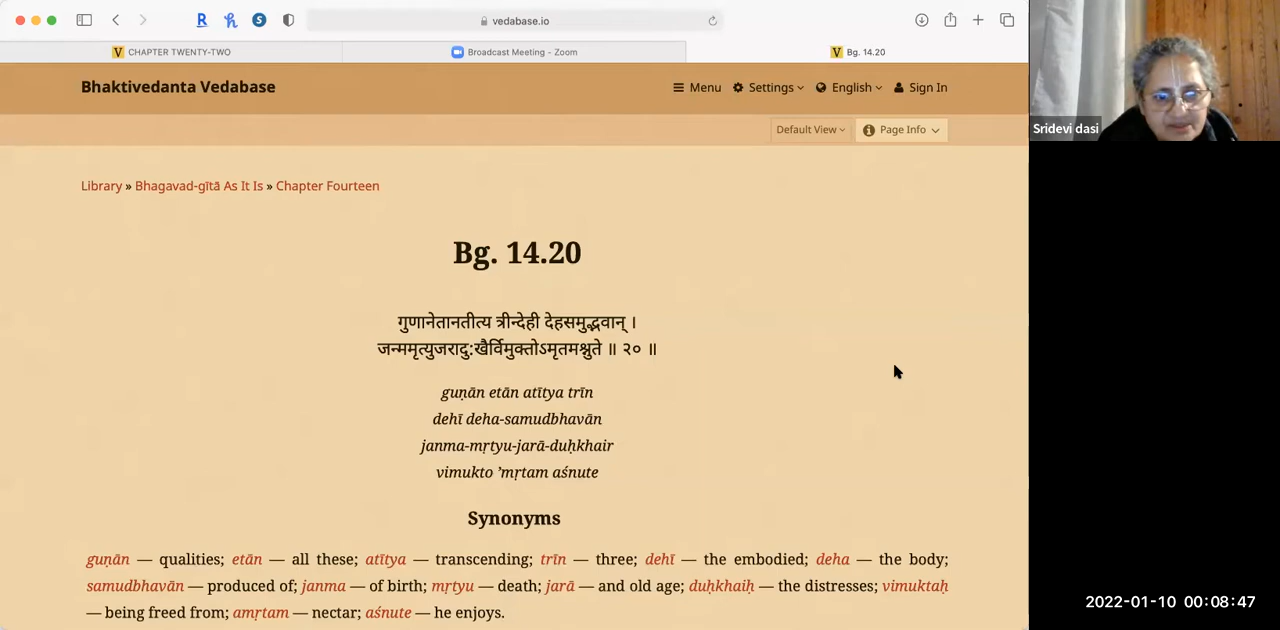 vedabase.io
CHAPTER TWENTY-TWO
Broadcast Meeting - Zoom
Bg. 14.20
Bhaktivedanta Vedabase
Menu Settings English Sign In
Default View Page Info
Sridevi dasi
Library » Bhagavad-gītā As It Is » Chapter Fourteen
Bg. 14.20
गुणानेतानतीत्य त्रीन्देही देहसमुद्भवान् ।
जन्ममृत्युजरादु:खैर्विमुक्तोऽमृतमश्न‍ुते ॥ २० ॥
guṇān etān atītya trīn
dehī deha-samudbhavān
janma-mṛtyu-jarā-duḥkhair
vimukto ’mṛtam aśnute
Synonyms
guṇān — qualities; etān — all these; atītya — transcending; trīn — three; dehī — the embodied; deha — the body;
samudbhavān — produced of; janma — of birth; mṛtyu — death; jarā — and old age; duḥkhaiḥ — the distresses; vimuktaḥ
— being freed from; amṛtam — nectar; aśnute — he enjoys.
2022-01-10 00:08:47